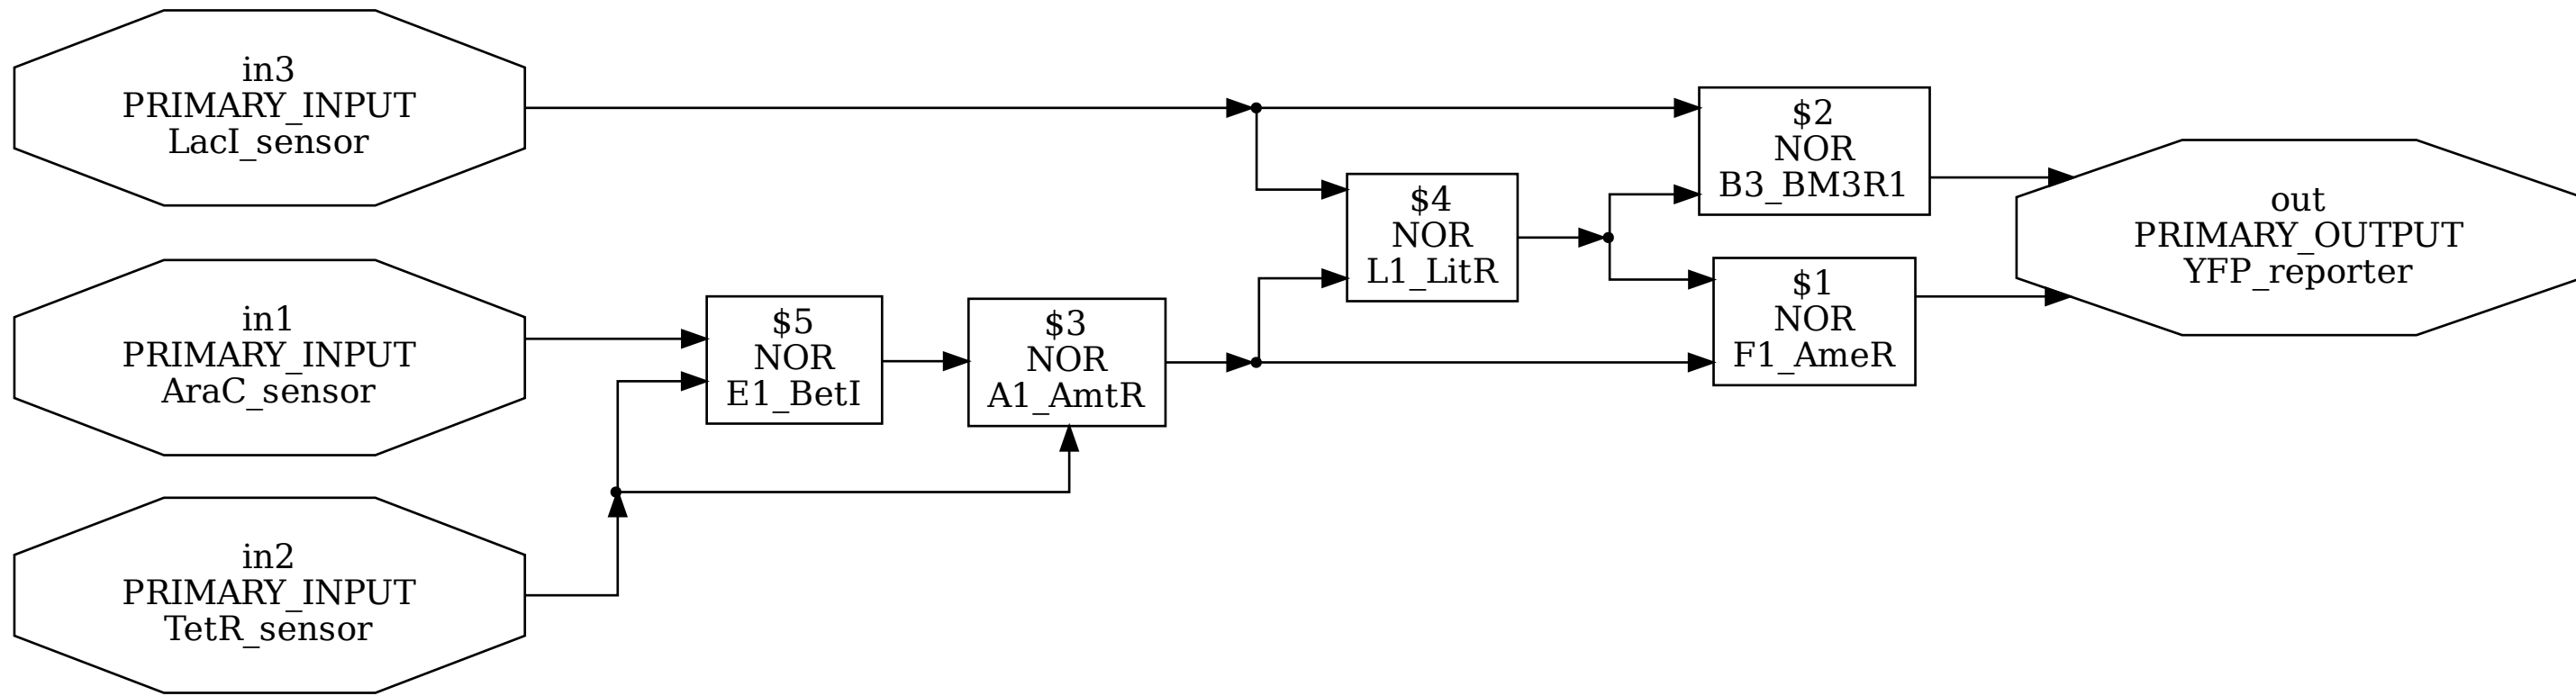 in3
PRIMARY_INPUT
LacI_sensor
in1
PRIMARY_INPUT
AraC_sensor
in2
PRIMARY_INPUT
TetR_sensor
$5
NOR
E1_BetI
$3
NOR
A1_AmtR
$4
NOR
L1_LitR
$2
NOR
B3_BM3R1
$1
NOR
F1_AmeR
out
PRIMARY_OUTPUT
YFP_reporter